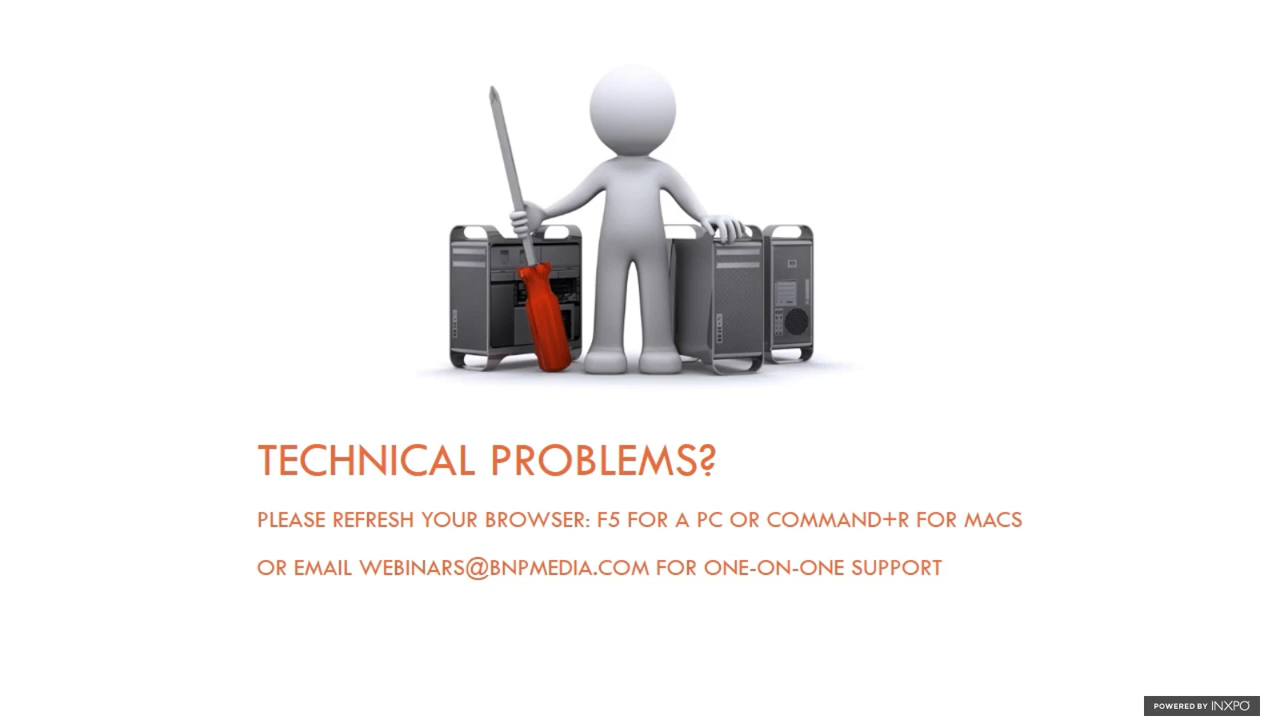 TECHNICAL PROBLEMS?
PLEASE REFRESH YOUR BROWSER: F5 FOR A PC OR COMMAND+R FOR MACS
OR EMAIL WEBINARS@BNPMEDIA.COM FOR ONE-ON-ONE SUPPORT
POWERED BY INXPO